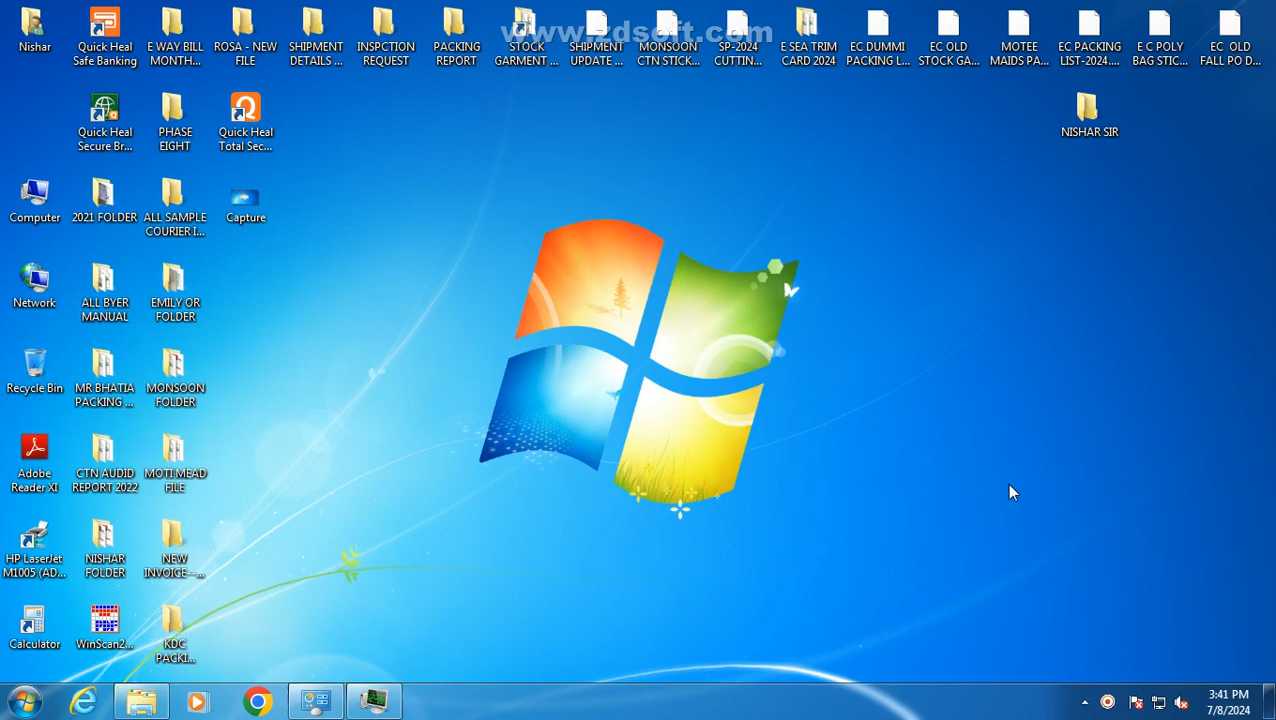 www.zdsoft.com
Nishar
Quick Heal
Safe Banking
E WAY BILL
MONTH...
ROSA - NEW
FILE
SHIPMENT
DETAILS ...
INSPCTION
REQUEST
PACKING
REPORT
STOCK
GARMENT ...
SHIPMENT
UPDATE ...
MONSOON
CTN STICK...
SP-2024
CUTTIN...
E SEA TRIM
CARD 2024
EC DUMMI
PACKING L...
EC OLD
STOCK GA...
MOTEE
MAIDS PA...
EC PACKING
LIST-2024....
E C POLY
BAG STIC...
EC OLD
FALL PO D...
Quick Heal
Secure Br...
PHASE
EIGHT
Quick Heal
Total Sec...
NISHAR SIR
Computer
2021 FOLDER
ALL SAMPLE
COURIER I...
Capture
Network
ALL BYER
MANUAL
EMILY OR
FOLDER
Recycle Bin
MR BHATIA
PACKING ...
MONSOON
FOLDER
Adobe
Reader XI
CTN AUDID
REPORT 2022
MOTI MEAD
FILE
HP LaserJet
M1005 (AD...
NISHAR
FOLDER
NEW
INVOICE--...
Calculator
WinScan2...
KDC
PACKI...
3:41 PM
7/8/2024